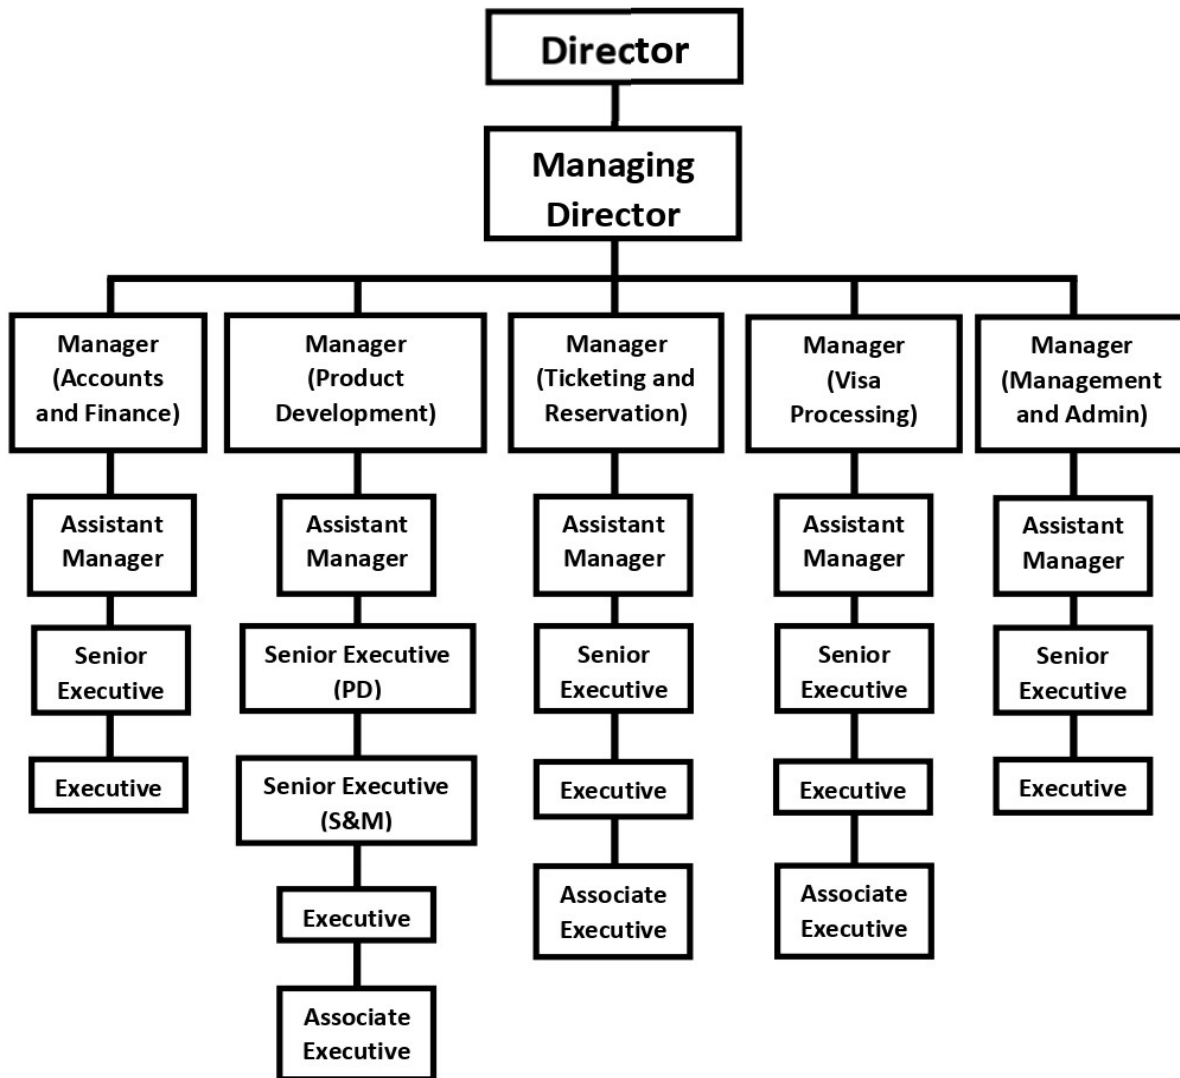 Director
Managing
Director
Manager
(Accounts
and Finance)
Manager
(Product
Development)
Manager
(Ticketing and
Reservation)
Manager
(Visa
Processing)
Manager
(Management
and Admin)
Assistant
Manager
Assistant
Manager
Assistant
Manager
Assistant
Manager
Assistant
Manager
Senior
Executive
Senior Executive
(PD)
Senior
Executive
Senior
Executive
Senior
Executive
Executive
Senior Executive
(S&M)
Executive
Executive
Executive
Executive
Associate
Executive
Associate
Executive
Associate
Executive